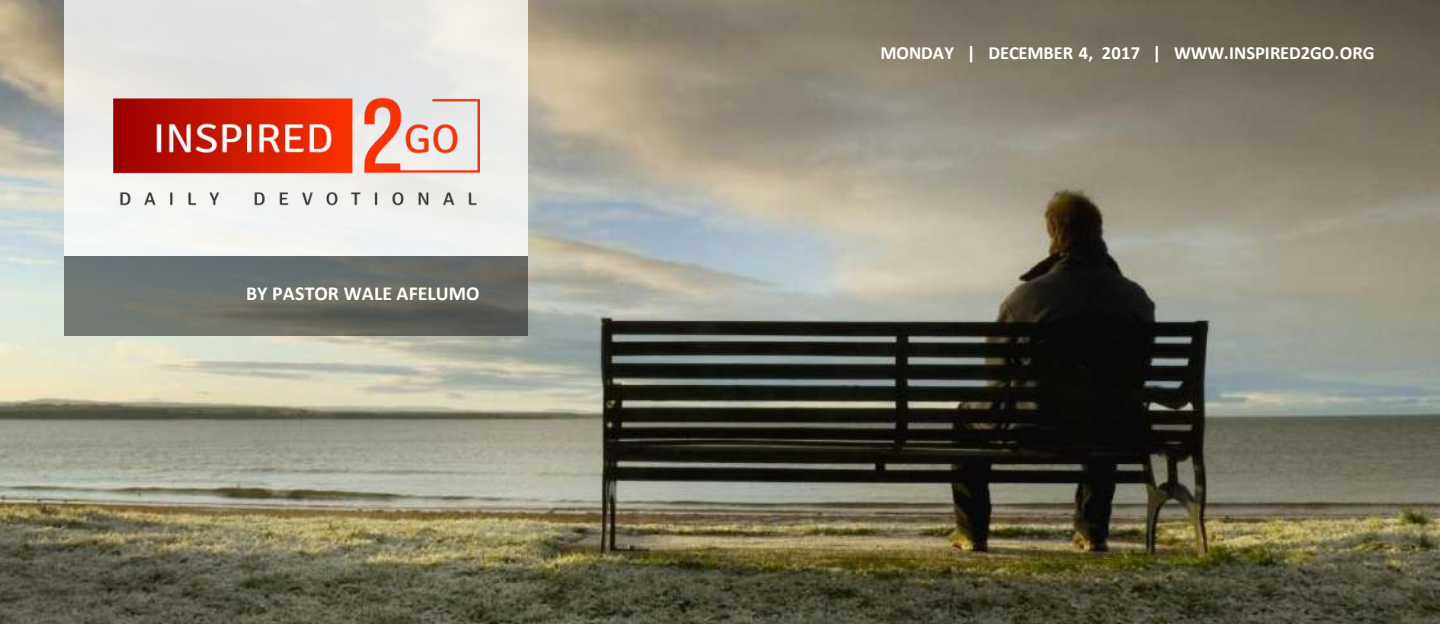 MONDAY | DECEMBER 4, 2017 | WWW.INSPIRED2GO.ORG
INSPIRED 2GO
DAILY DEVOTIONAL
BY PASTOR WALE AFELUMO